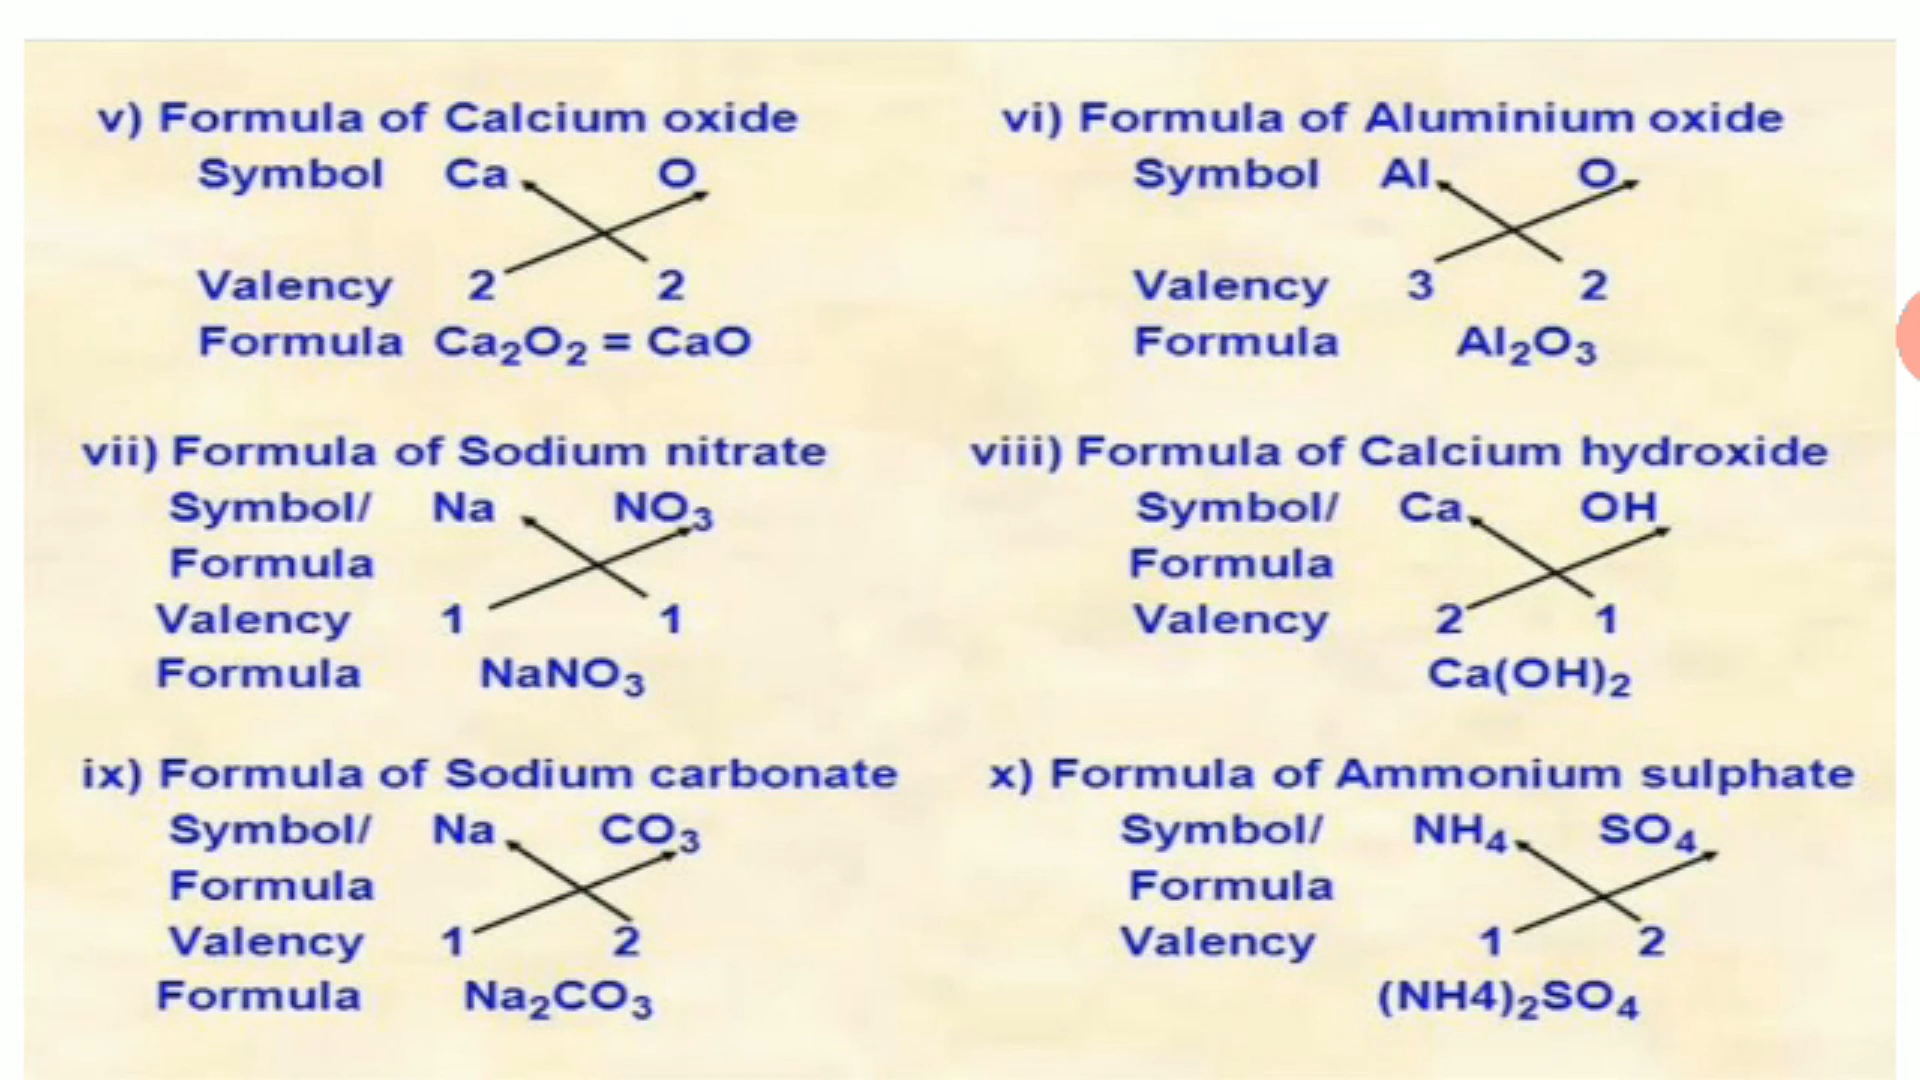 v) Formula of Calcium oxide
Symbol Ca O
Valency 2 2
Formula Ca₂O₂ = CaO
vi) Formula of Aluminium oxide
Symbol Al O
Valency 3 2
Formula Al₂O₃
vii) Formula of Sodium nitrate
Symbol/ Na NO₃
Formula
Valency 1 1
Formula NaNO₃
viii) Formula of Calcium hydroxide
Symbol/ Ca OH
Formula
Valency 2 1
Ca(OH)₂
ix) Formula of Sodium carbonate
Symbol/ Na CO₃
Formula
Valency 1 2
Formula Na₂CO₃
x) Formula of Ammonium sulphate
Symbol/ NH₄ SO₄
Formula
Valency 1 2
(NH4)₂SO₄